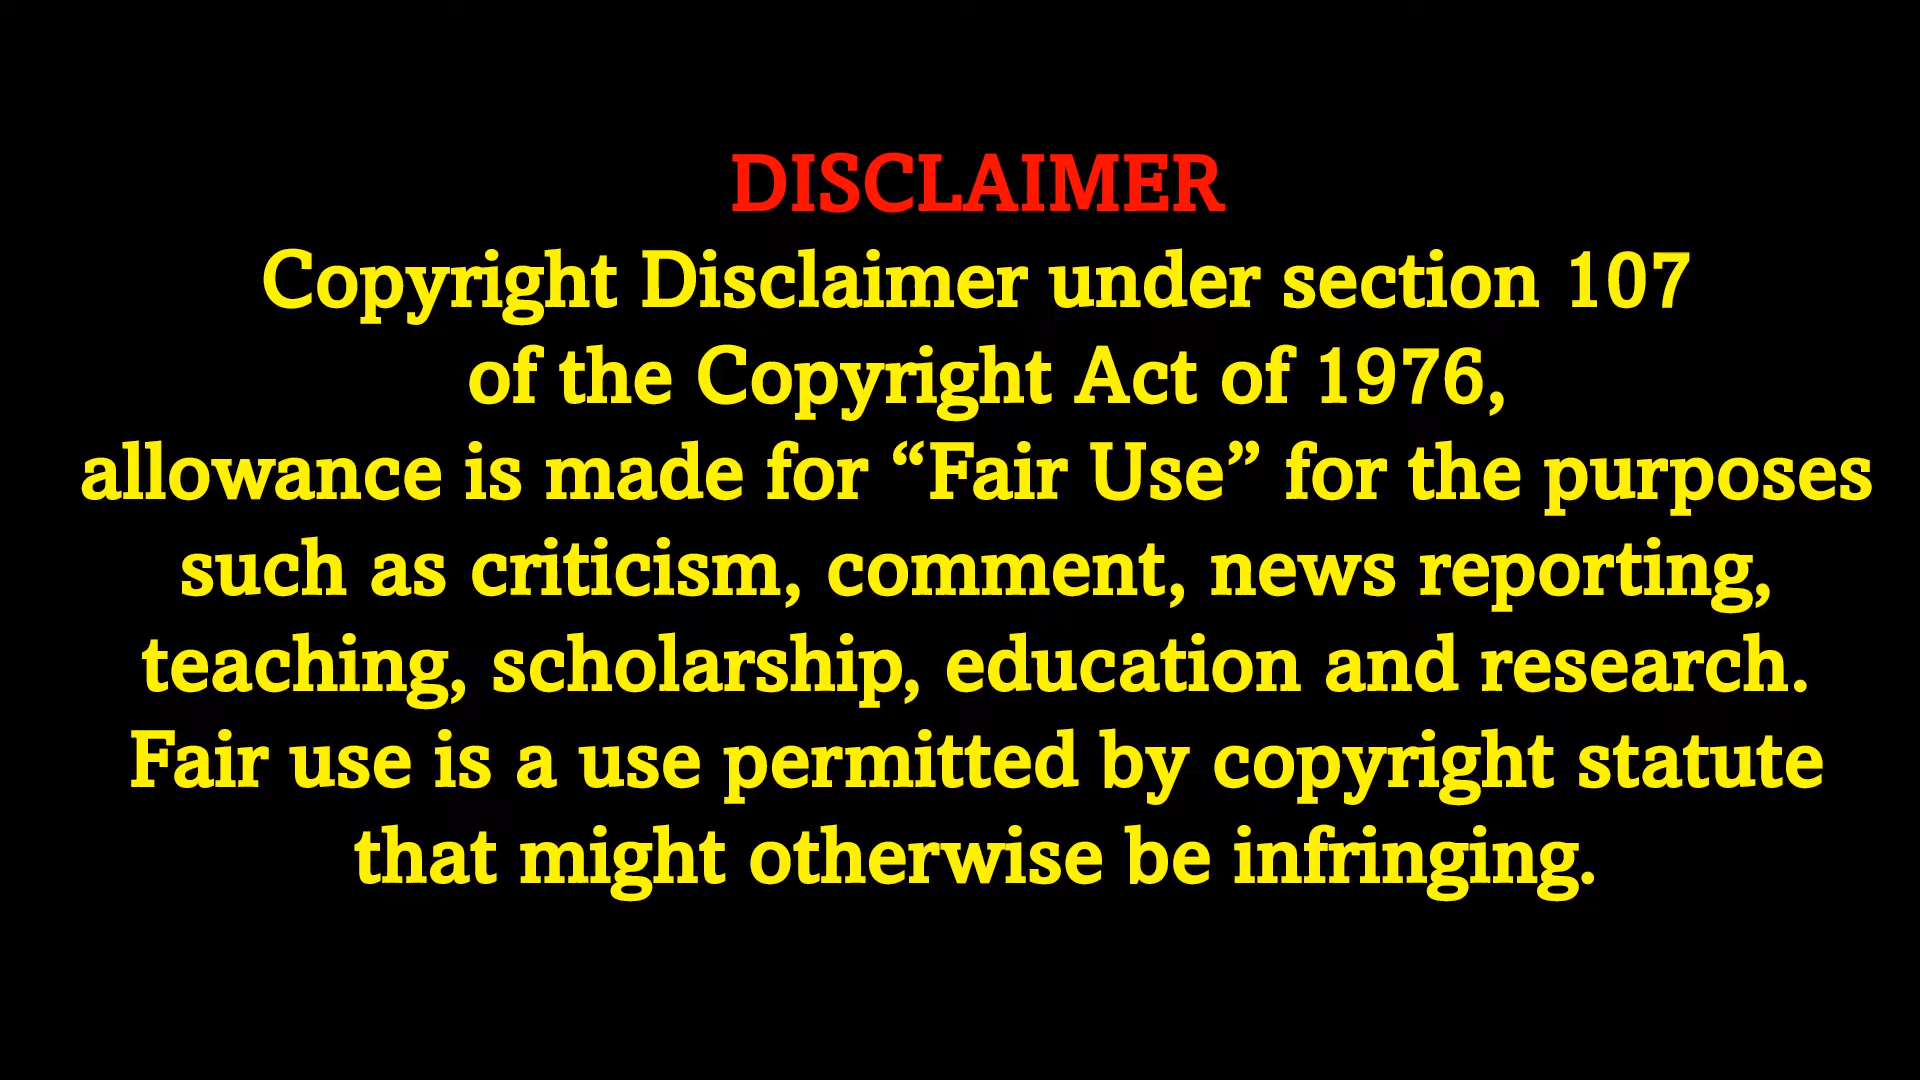 DISCLAIMER
Copyright Disclaimer under section 107
of the Copyright Act of 1976,
allowance is made for “Fair Use” for the purposes
such as criticism, comment, news reporting,
teaching, scholarship, education and research.
Fair use is a use permitted by copyright statute
that might otherwise be infringing.